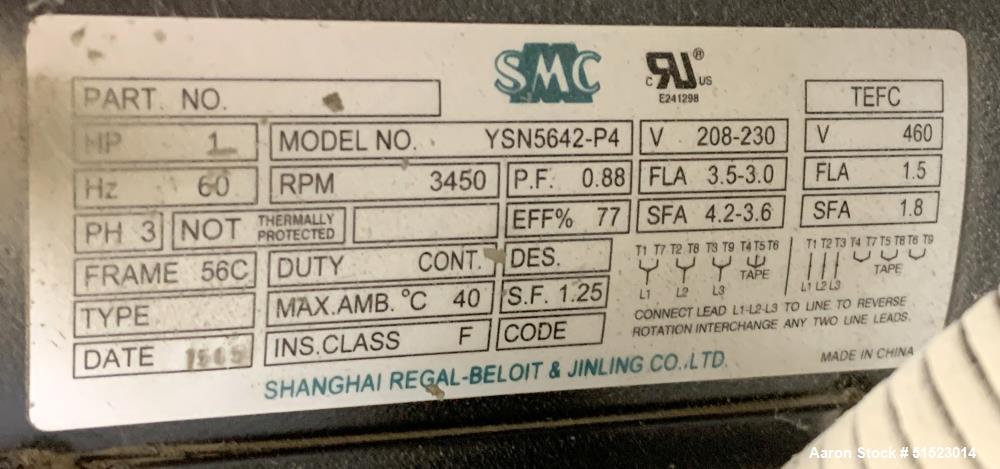 SMC
C RU® US
E241298
TEFC
PART. NO.
HP 1
MODEL NO. YSN5642-P4
V 208-230
V 460
Hz 60
RPM 3450
P.F. 0.88
FLA 3.5-3.0
FLA 1.5
PH 3
NOT THERMALLY PROTECTED
EFF% 77
SFA 4.2-3.6
SFA 1.8
FRAME 56C
DUTY CONT.
DES.
T1 T7 T2 T8 T3 T9 T4 T5 T6
TAPE
L1 L2 L3
T1 T2 T3 T4 T7 T5 T8 T6 T9
TAPE
L1 L2 L3
TYPE
MAX.AMB. °C 40
S.F. 1.25
CONNECT LEAD L1-L2-L3 TO LINE TO REVERSE
ROTATION INTERCHANGE ANY TWO LINE LEADS.
DATE 1505
INS.CLASS F
CODE
SHANGHAI REGAL-BELOIT & JINLING CO.,LTD.
MADE IN CHINA
Aaron Stock # 51523014